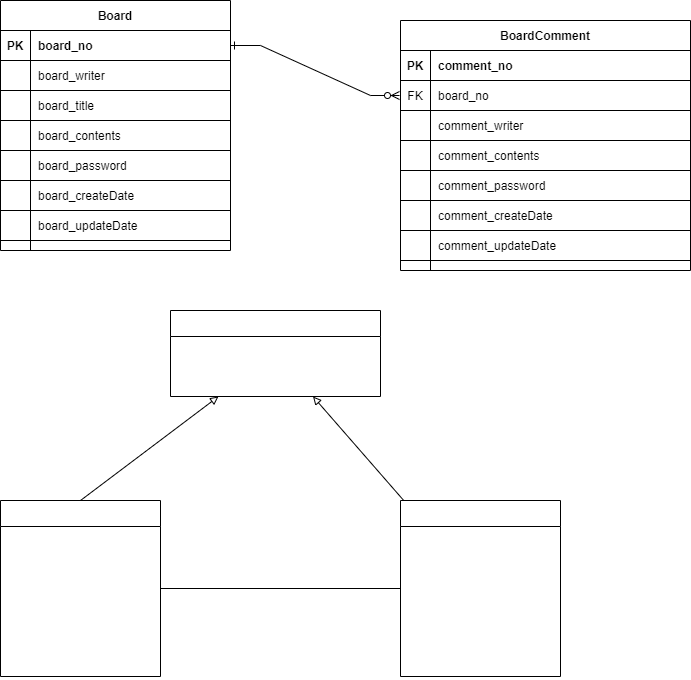 Board
PK board_no
board_writer
board_title
board_contents
board_password
board_createDate
board_updateDate
BoardComment
PK comment_no
FK board_no
comment_writer
comment_contents
comment_password
comment_createDate
comment_updateDate